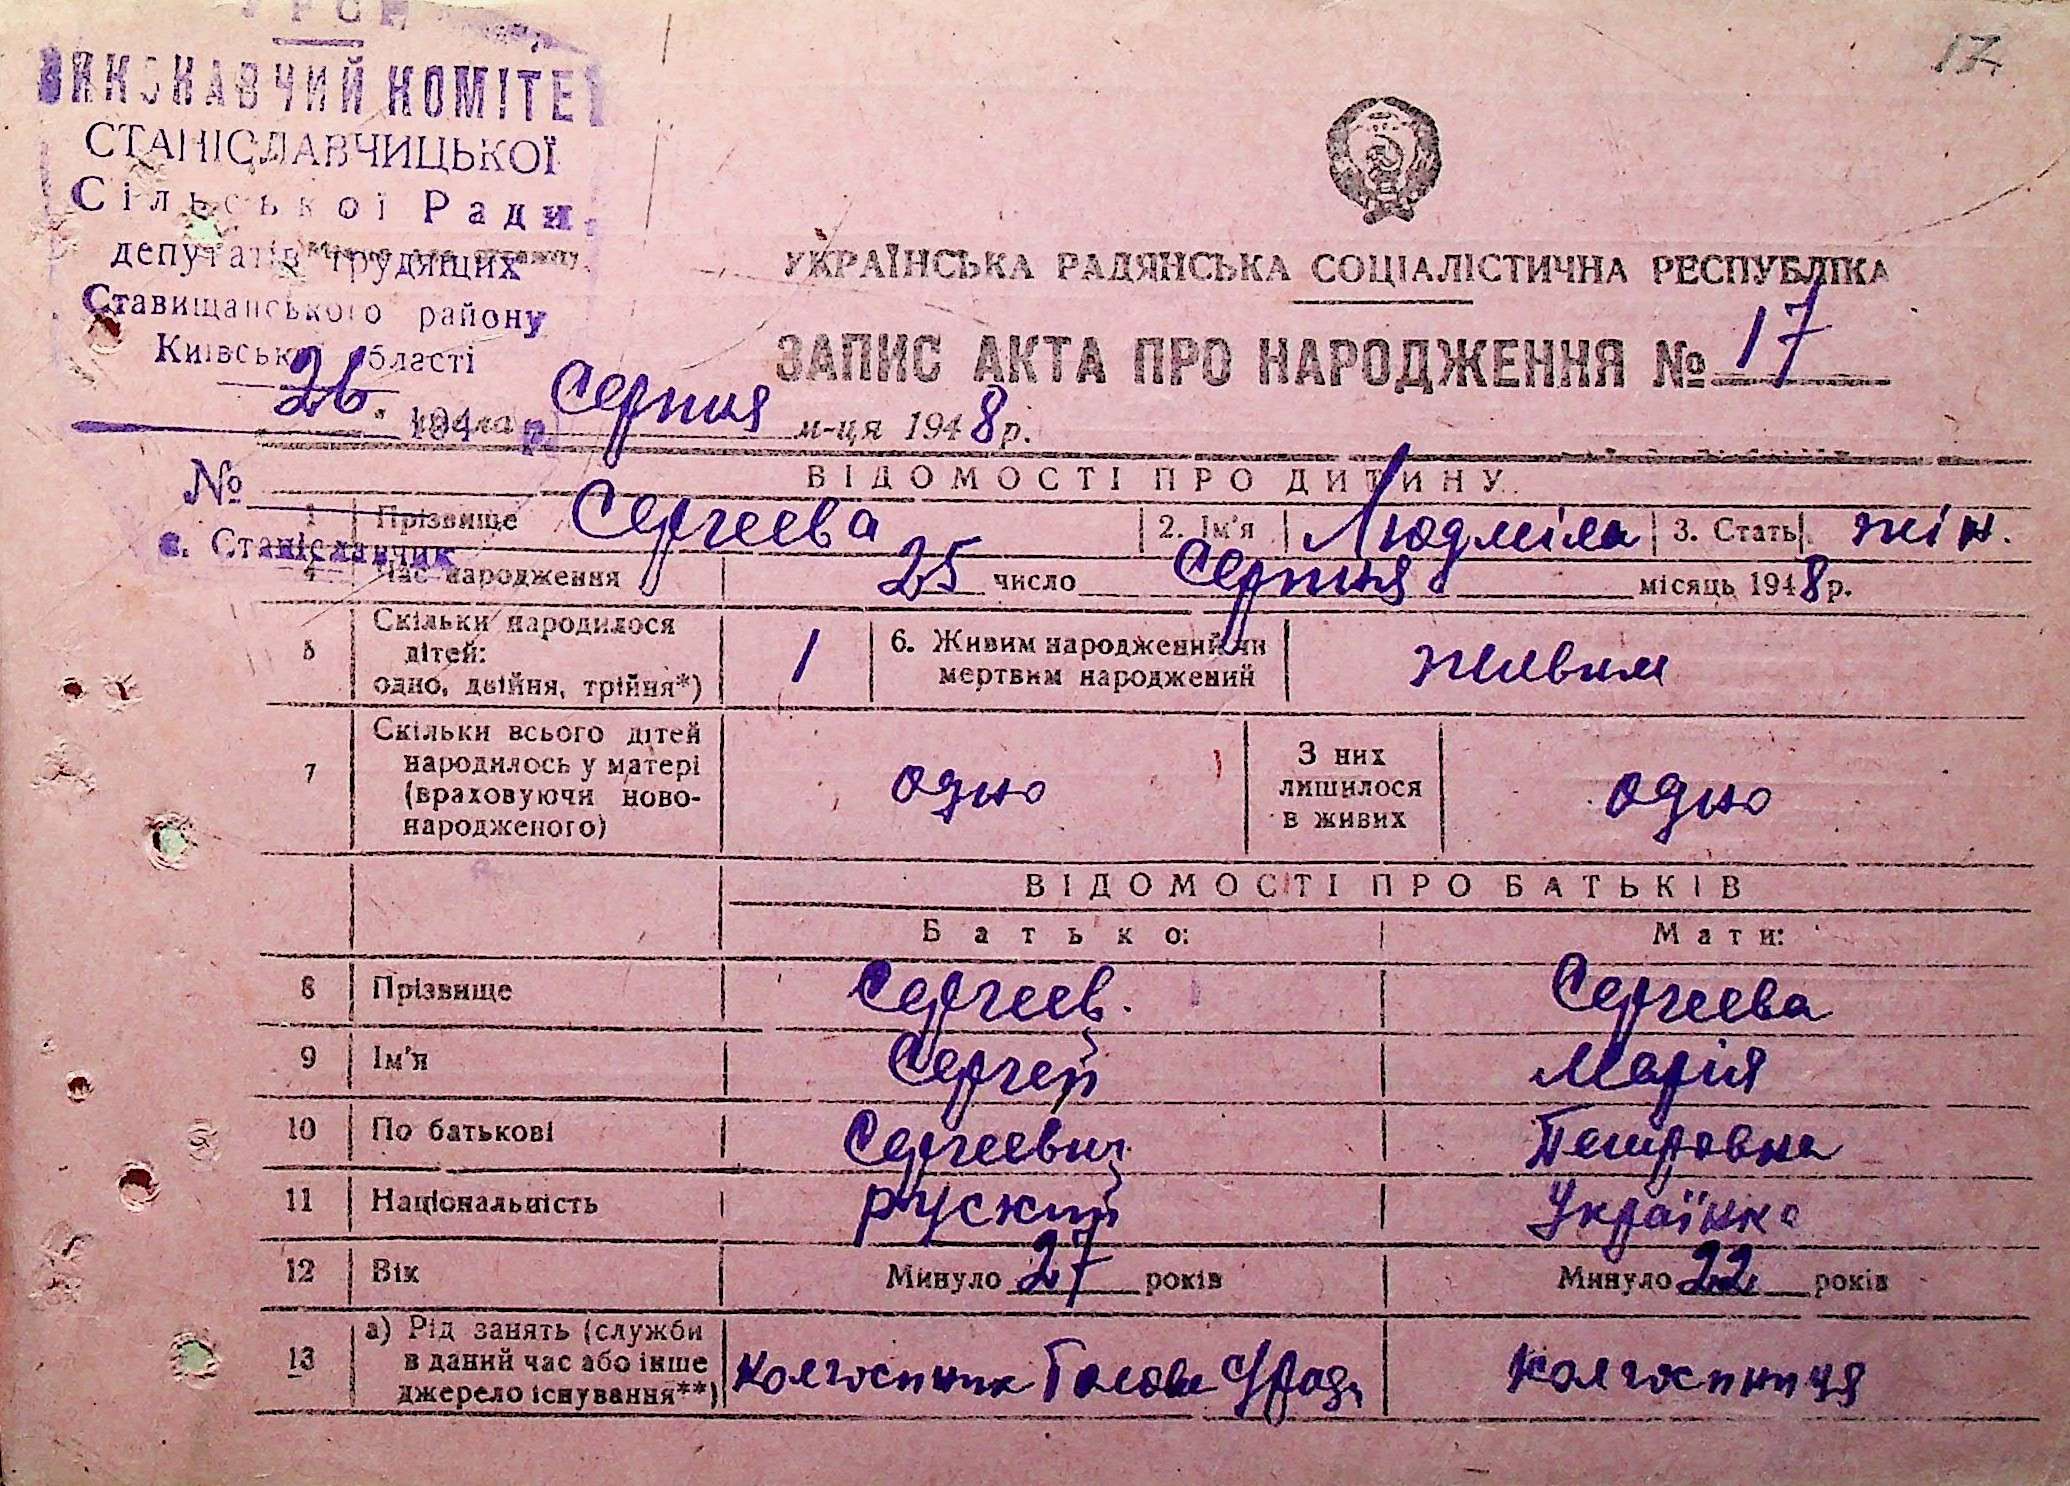 УРСР
ВИКОНАВЧИЙ КОМІТЕТ
СТАНІСЛАВЧИЦЬКОЇ
Сільської Ради
депутатів трудящих
Ставищанського району
Київської області
17
УКРАЇНСЬКА РАДЯНСЬКА СОЦІАЛІСТИЧНА РЕСПУБЛІКА
ЗАПИС АКТА ПРО НАРОДЖЕННЯ № 17
26 194 р. Серпня м-ця 1948 р.
№
с. Станіславчик
ВІДОМОСТІ ПРО ДИТИНУ
1 Прізвище Сергеева 2. Ім'я Людміла 3. Стать жін.
4 Час народження 25 число Серпня місяць 1948 р.
5 Скільки народилося дітей: одно, двійня, трійня*) 1 6. Живим народжений чи мертвим народжений живим
7 Скільки всього дітей народилось у матері (враховуючи ново-народженого) одно З них лишилося в живих одно
ВІДОМОСТІ ПРО БАТЬКІВ
Батько: Мати:
8 Прізвище Сергеев. Сергеева
9 Ім'я Сергей Марія
10 По батькові Сергеевич Петровна
11 Національність руский Українка
12 Вік Минуло 27 років Минуло 22 років
13 а) Рід занять (служби в даний час або інше джерело існування**) колгоспник Голова колгоспниця